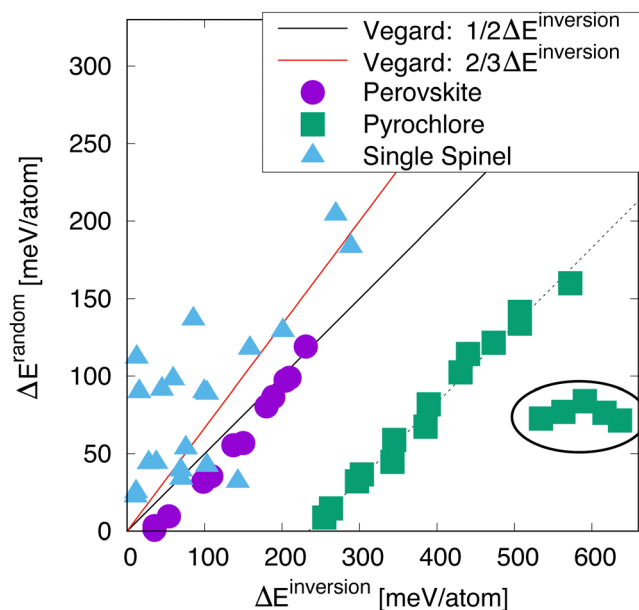 Vegard: 1/2ΔE^inversion
Vegard: 2/3ΔE^inversion
Perovskite
Pyrochlore
Single Spinel
300
250
200
150
100
50
0
ΔE^random [meV/atom]
0 100 200 300 400 500 600
ΔE^inversion [meV/atom]